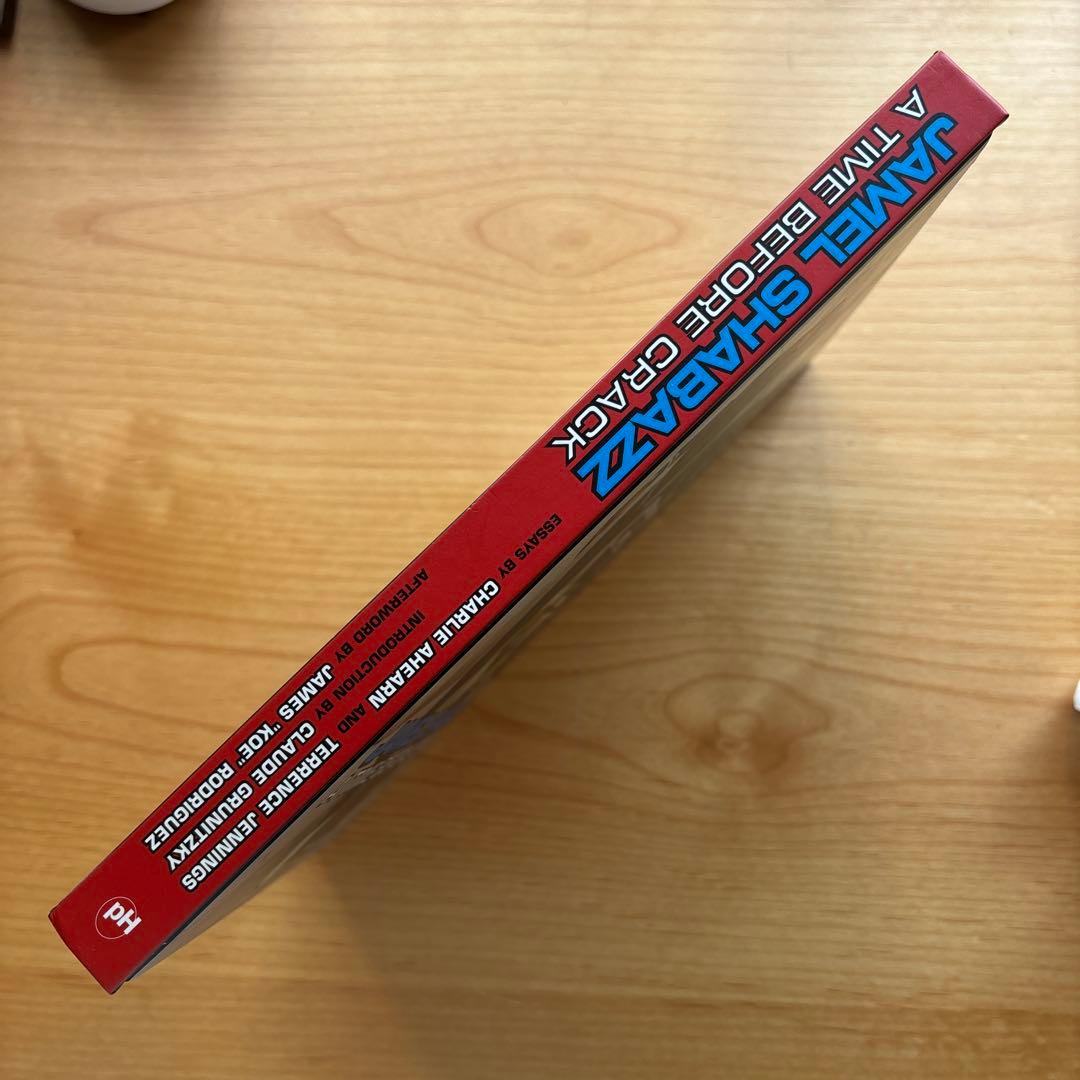 JAMEL SHABAZZ
A TIME BEFORE CRACK
ESSAYS BY CHARLIE AHEARN AND TERRENCE JENNINGS
INTRODUCTION BY CLAUDE GRUNITZKY
AFTERWORD BY JAMES "KOE" RODRIGUEZ
Hd